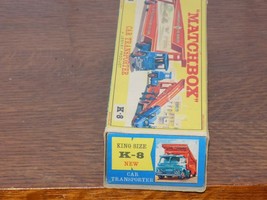 "MATCHBOX"
CAR TRANSPORTER
K-8
KING SIZE
K-8
NEW
CAR
TRANSPORTER